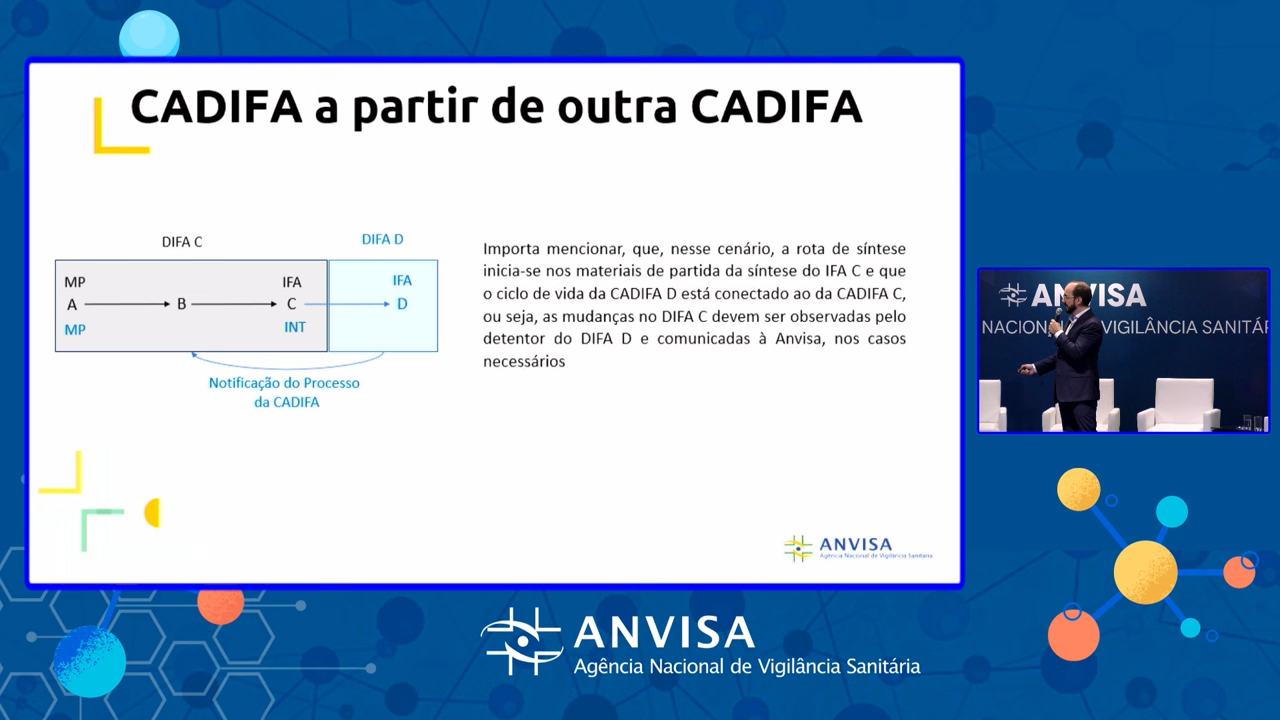 CADIFA a partir de outra CADIFA
DIFA C
DIFA D
MP
IFA
IFA
A
B
C
D
MP
INT
Notificação do Processo
da CADIFA
Importa mencionar, que, nesse cenário, a rota de síntese
inicia-se nos materiais de partida da síntese do IFA C e que
o ciclo de vida da CADIFA D está conectado ao da CADIFA C,
ou seja, as mudanças no DIFA C devem ser observadas pelo
detentor do DIFA D e comunicadas à Anvisa, nos casos
necessários
ANVISA
Agência Nacional de Vigilância Sanitária
ANVISA
NACIONAL VIGILÂNCIA SANITÁR
ANVISA
Agência Nacional de Vigilância Sanitária